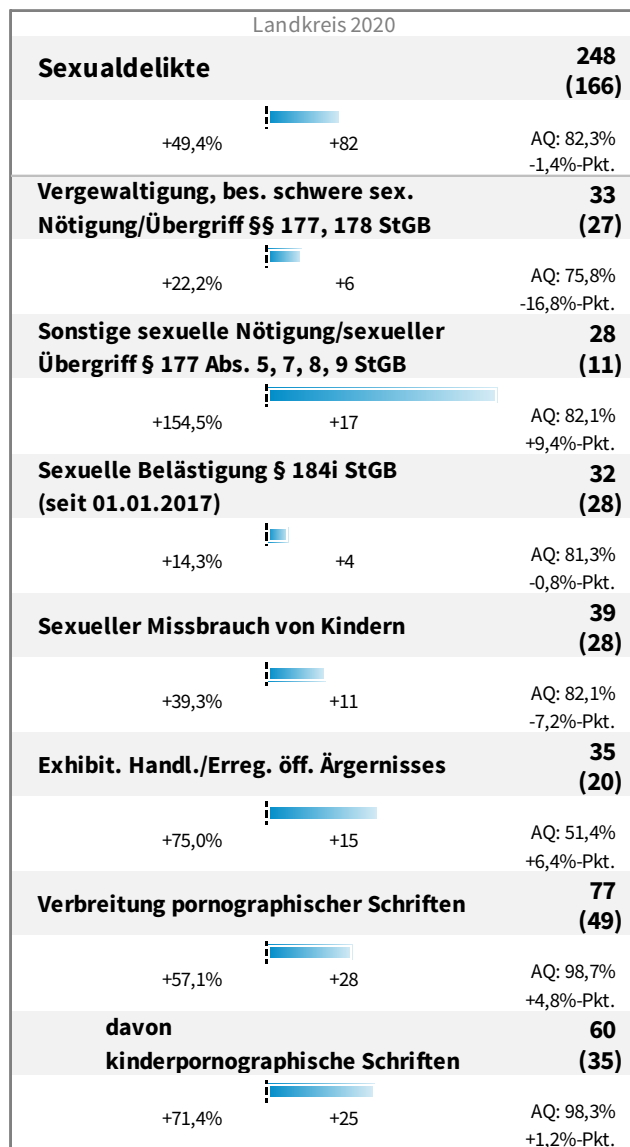 Landkreis 2020
Sexualdelikte
248
(166)
+49,4%
+82
AQ: 82,3%
-1,4%-Pkt.
Vergewaltigung, bes. schwere sex.
Nötigung/Übergriff §§ 177, 178 StGB
33
(27)
+22,2%
+6
AQ: 75,8%
-16,8%-Pkt.
Sonstige sexuelle Nötigung/sexueller
Übergriff § 177 Abs. 5, 7, 8, 9 StGB
28
(11)
+154,5%
+17
AQ: 82,1%
+9,4%-Pkt.
Sexuelle Belästigung § 184i StGB
(seit 01.01.2017)
32
(28)
+14,3%
+4
AQ: 81,3%
-0,8%-Pkt.
Sexueller Missbrauch von Kindern
39
(28)
+39,3%
+11
AQ: 82,1%
-7,2%-Pkt.
Exhibit. Handl./Erreg. öff. Ärgernisses
35
(20)
+75,0%
+15
AQ: 51,4%
+6,4%-Pkt.
Verbreitung pornographischer Schriften
77
(49)
+57,1%
+28
AQ: 98,7%
+4,8%-Pkt.
davon
kinderpornographische Schriften
60
(35)
+71,4%
+25
AQ: 98,3%
+1,2%-Pkt.